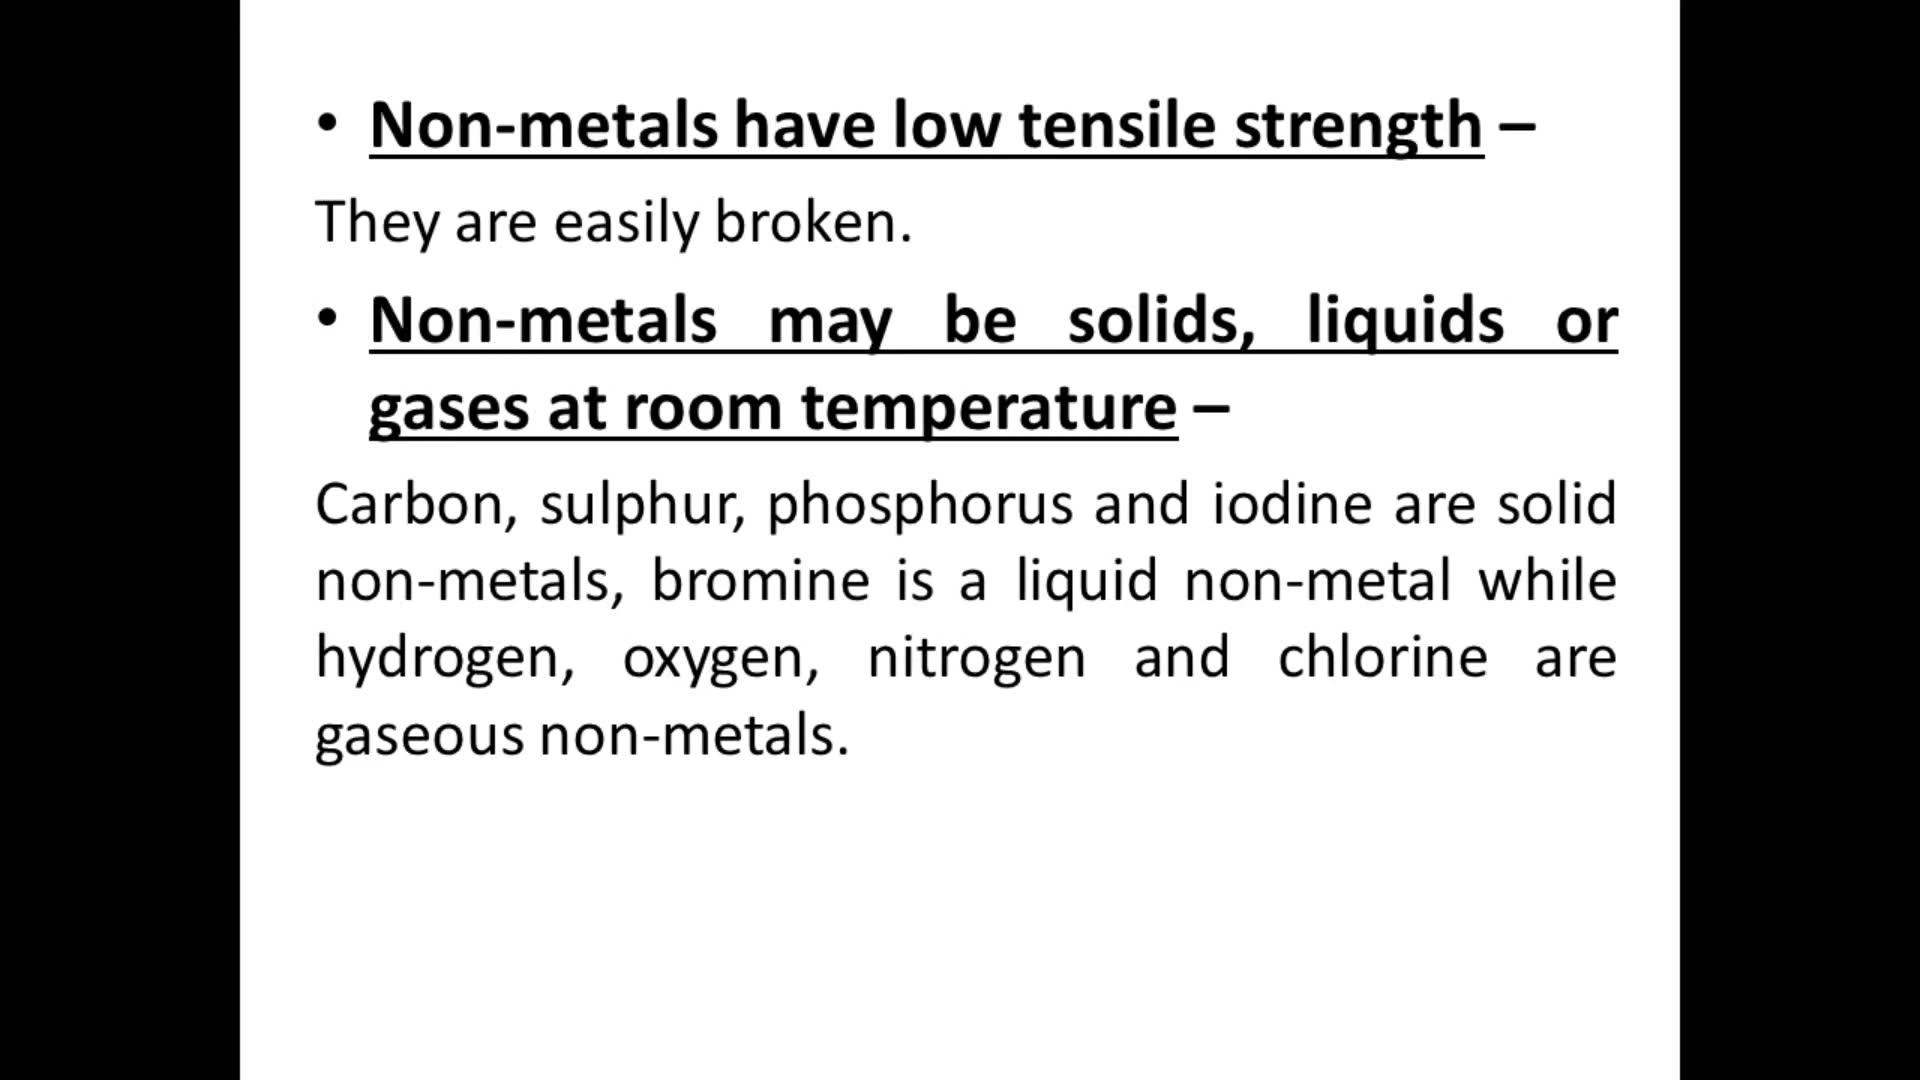 • Non-metals have low tensile strength –
They are easily broken.
• Non-metals may be solids, liquids or
gases at room temperature –
Carbon, sulphur, phosphorus and iodine are solid
non-metals, bromine is a liquid non-metal while
hydrogen, oxygen, nitrogen and chlorine are
gaseous non-metals.